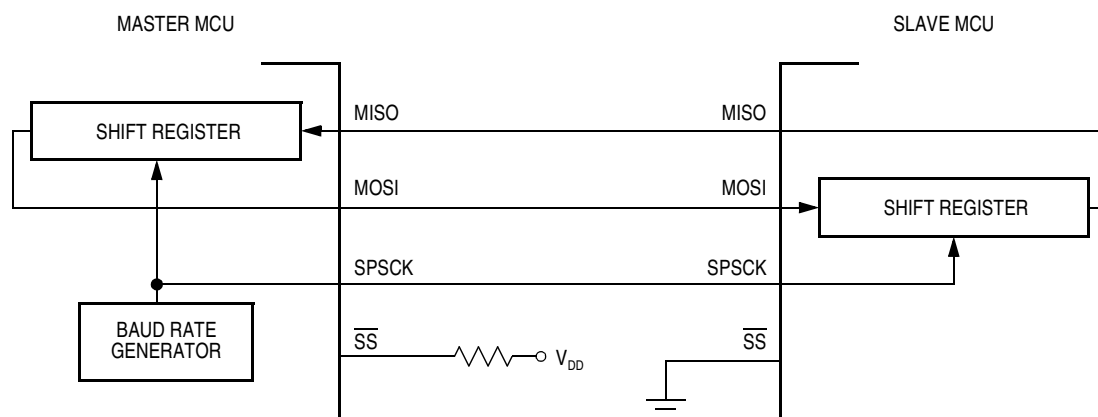 MASTER MCU
SLAVE MCU
SHIFT REGISTER
MISO
MISO
MOSI
MOSI
SHIFT REGISTER
SPSCK
SPSCK
BAUD RATE
GENERATOR
SS
V_DD
SS